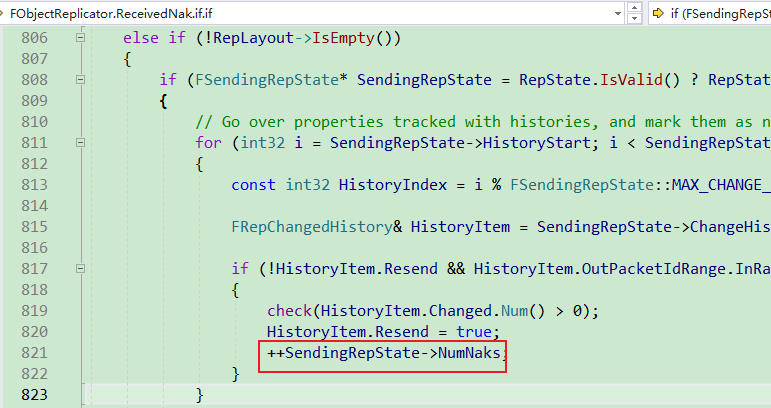 FObjectReplicator.ReceivedNak.if.if
if (FSendingRepSt
806 else if (!RepLayout->IsEmpty())
807 {
808 if (FSendingRepState* SendingRepState = RepState.IsValid() ? RepStat
809 {
810 // Go over properties tracked with histories, and mark them as n
811 for (int32 i = SendingRepState->HistoryStart; i < SendingRepStat
812 {
813 const int32 HistoryIndex = i % FSendingRepState::MAX_CHANGE_
814
815 FRepChangedHistory& HistoryItem = SendingRepState->ChangeHis
816
817 if (!HistoryItem.Resend && HistoryItem.OutPacketIdRange.InRa
818 {
819 check(HistoryItem.Changed.Num() > 0);
820 HistoryItem.Resend = true;
821 ++SendingRepState->NumNaks;
822 }
823 }